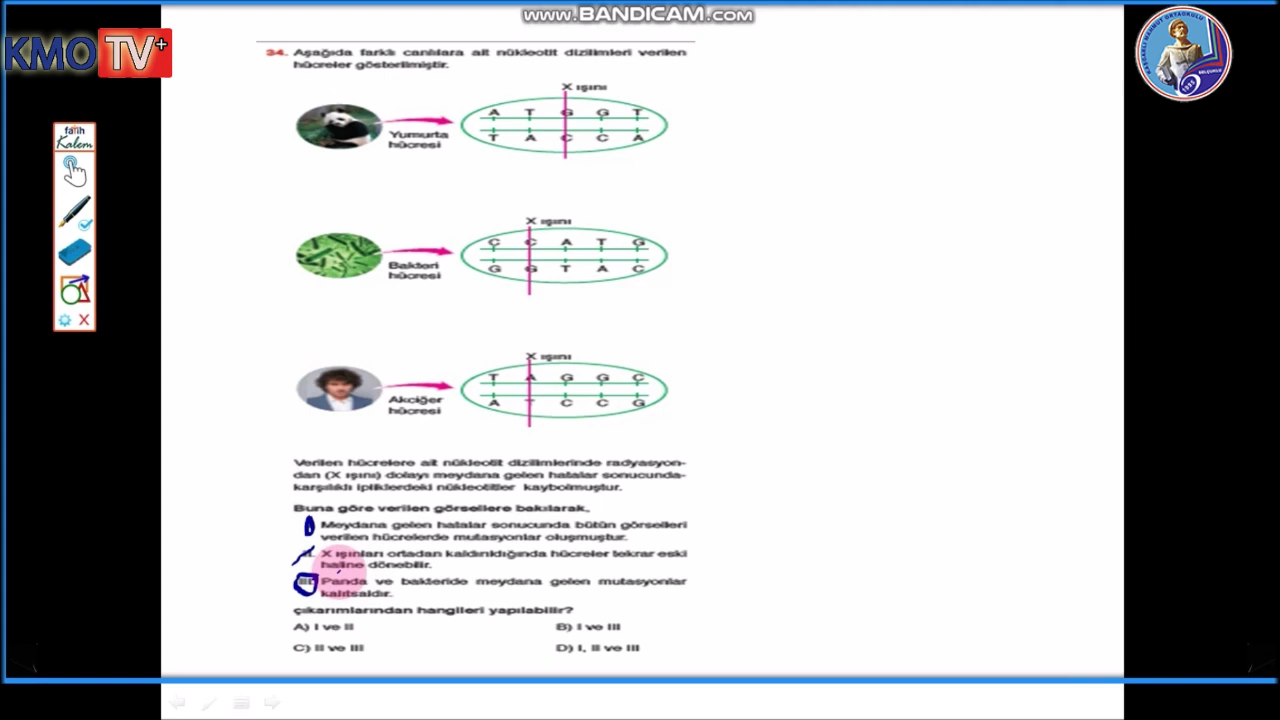 www.BANDICAM.com
KMO TV+
fatih
Kalem
34. Aşağıda farklı canlılara ait nükleotit dizilimleri verilen
hücreler gösterilmiştir.
X ışını
A T G G T
T A C C A
Yumurta
hücresi
X ışını
C C A T G
G G T A C
Bakteri
hücresi
X ışını
T A G G C
A T C C G
Akciğer
hücresi
Verilen hücrelere ait nükleotit dizilimlerinde radyasyon-
dan (X ışını) dolayı meydana gelen hatalar sonucunda
karşılıklı ipliklerdeki nükleotitler kaybolmuştur.
Buna göre verilen görsellere bakılarak,
Meydana gelen hatalar sonucunda bütün görselleri
verilen hücrelerde mutasyonlar oluşmuştur.
II. X ışınları ortadan kaldırıldığında hücreler tekrar eski
haline dönebilir.
III. Panda ve bakteride meydana gelen mutasyonlar
kalıtsaldır.
çıkarımlarından hangileri yapılabilir?
A) I ve II B) I ve III
C) II ve III D) I, II ve III